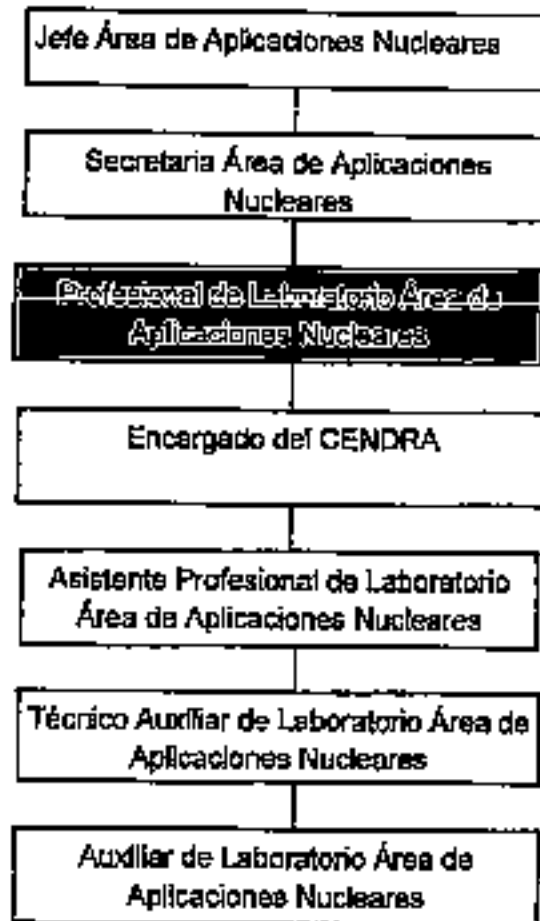 Jefe Área de Aplicaciones Nucleares
Secretaria Área de Aplicaciones
Nucleares
Profesional de Laboratorio Área de
Aplicaciones Nucleares
Encargado del CENDRA
Asistente Profesional de Laboratorio
Área de Aplicaciones Nucleares
Técnico Auxiliar de Laboratorio Área de
Aplicaciones Nucleares
Auxiliar de Laboratorio Área de
Aplicaciones Nucleares